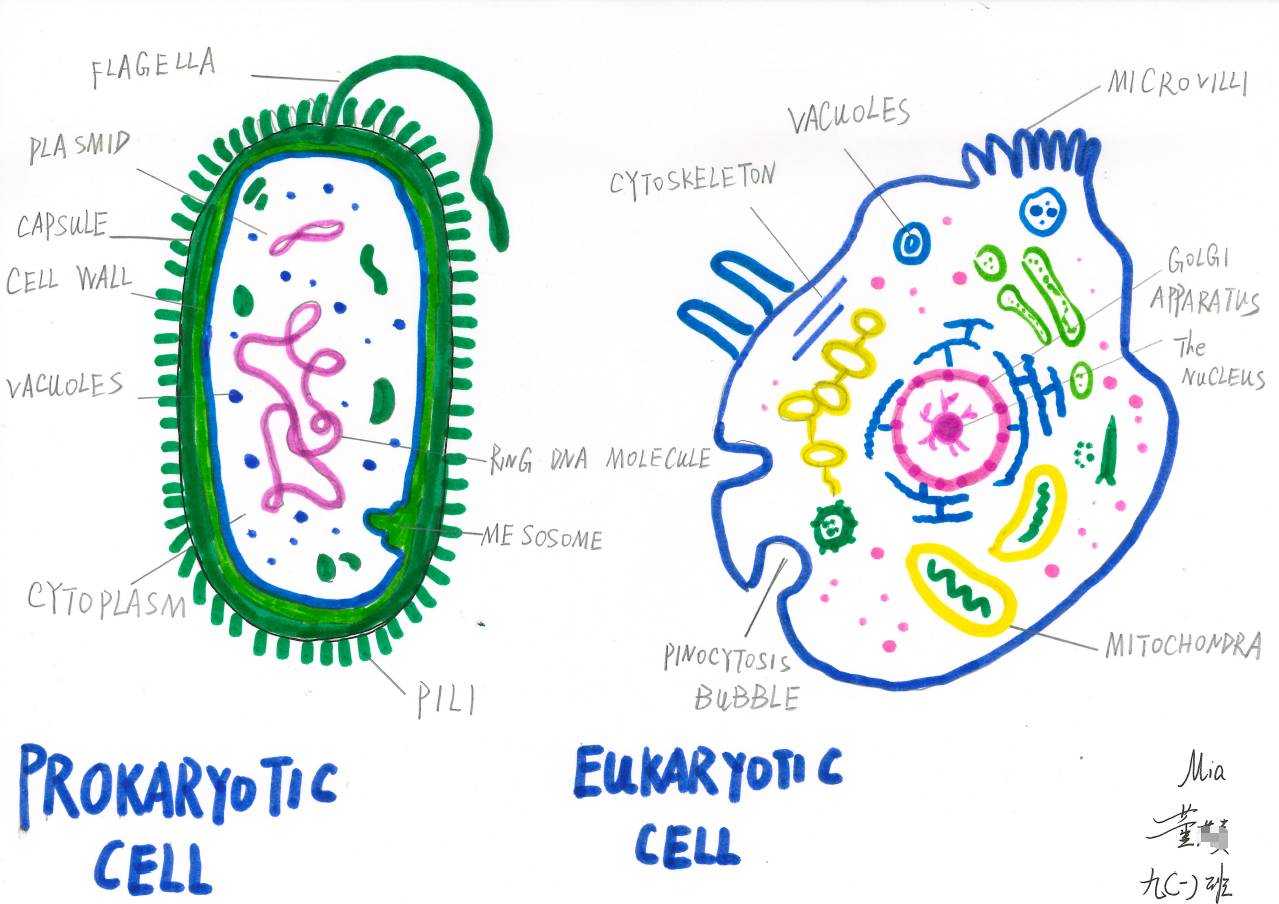 FLAGELLA
PLASMID
CAPSULE
CELL WALL
VACUOLES
CYTOPLASM
RING DNA MOLECULE
MESOSOME
PILI
PROKARYOTIC
CELL
MICROVILLI
VACUOLES
CYTOSKELETON
GOLGI
APPARATUS
The
NUCLEUS
PINOCYTOSIS
BUBBLE
MITOCHONDRA
EUKARYOTIC
CELL
Mia
董
九(一)班